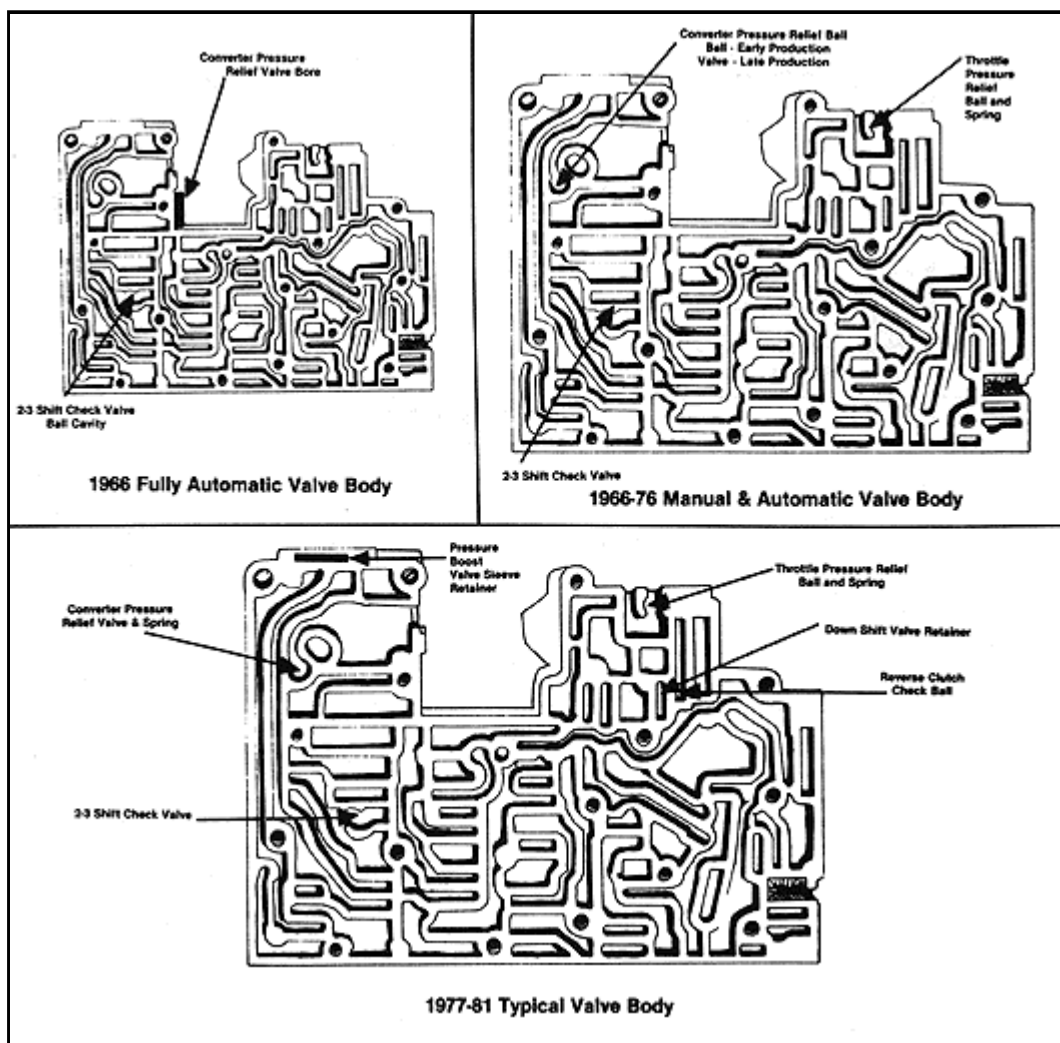 Converter Pressure
Relief Valve Bore
2-3 Shift Check Valve
Ball Cavity
1966 Fully Automatic Valve Body
Converter Pressure Relief Ball
Ball - Early Production
Valve - Late Production
Throttle
Pressure
Relief
Ball and
Spring
2-3 Shift Check Valve
1966-76 Manual & Automatic Valve Body
Pressure
Boost
Valve Sleeve
Retainer
Converter Pressure
Relief Valve & Spring
Throttle Pressure Relief
Ball and Spring
Down Shift Valve Retainer
Reverse Clutch
Check Ball
2-3 Shift Check Valve
1977-81 Typical Valve Body